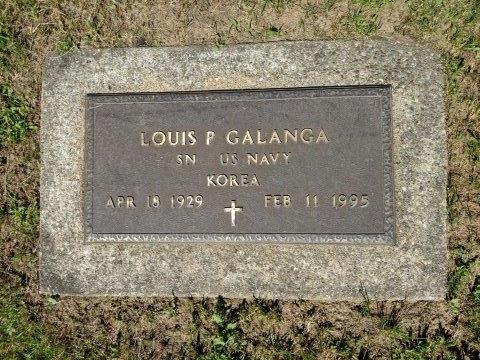 LOUIS P GALANGA
SN US NAVY
KOREA
APR 18 1929 FEB 11 1995